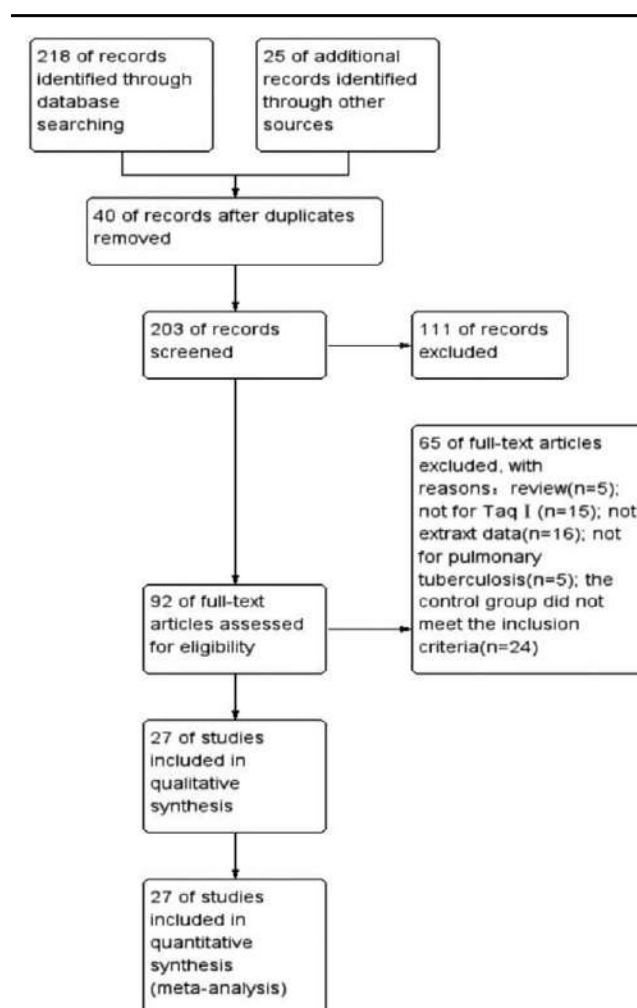 218 of records
identified through
database
searching
25 of additional
records identified
through other
sources
40 of records after duplicates
removed
203 of records
screened
111 of records
excluded
65 of full-text articles
excluded, with
reasons：review(n=5);
not for Taq Ⅰ (n=15); not
extraxt data(n=16); not
for pulmonary
tuberculosis(n=5); the
control group did not
meet the inclusion
criteria(n=24)
92 of full-text
articles assessed
for eligibility
27 of studies
included in
qualitative
synthesis
27 of studies
included in
quantitative
synthesis
(meta-analysis)